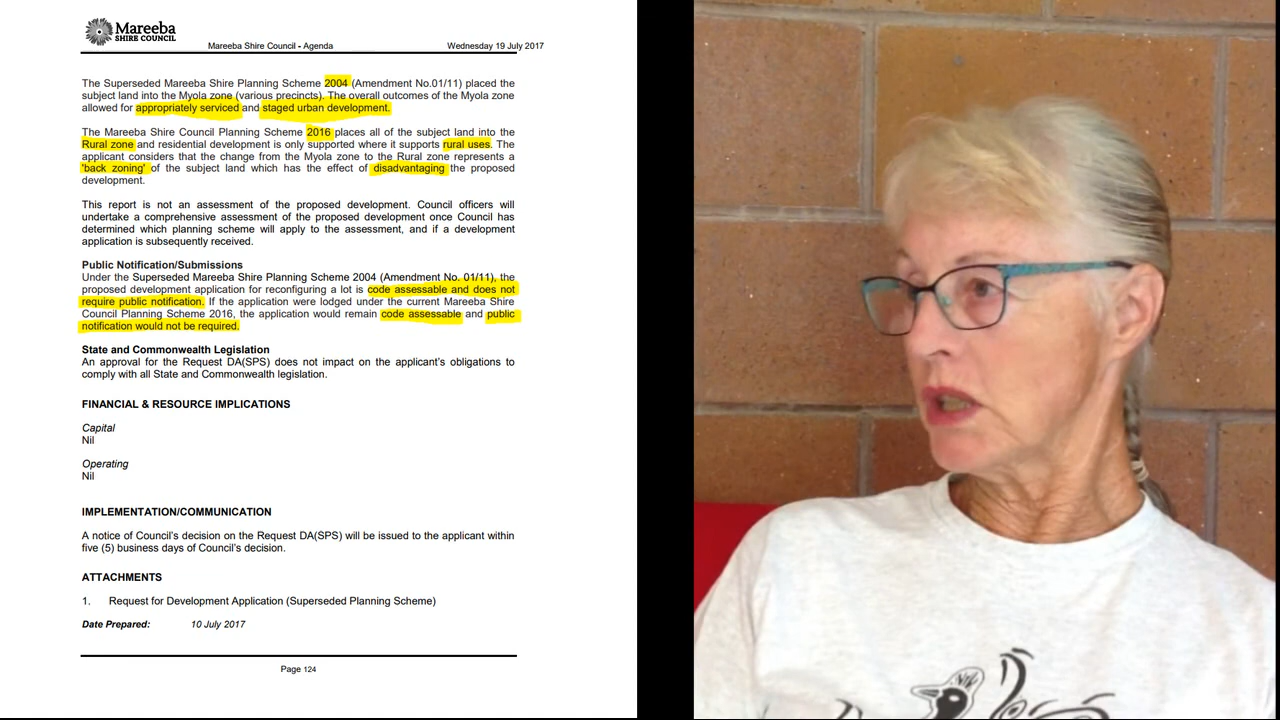 Mareeba
SHIRE COUNCIL
Mareeba Shire Council - Agenda Wednesday 19 July 2017
The Superseded Mareeba Shire Planning Scheme 2004 (Amendment No.01/11) placed the
subject land into the Myola zone (various precincts). The overall outcomes of the Myola zone
allowed for appropriately serviced and staged urban development.
The Mareeba Shire Council Planning Scheme 2016 places all of the subject land into the
Rural zone and residential development is only supported where it supports rural uses. The
applicant considers that the change from the Myola zone to the Rural zone represents a
'back zoning' of the subject land which has the effect of disadvantaging the proposed
development.
This report is not an assessment of the proposed development. Council officers will
undertake a comprehensive assessment of the proposed development once Council has
determined which planning scheme will apply to the assessment, and if a development
application is subsequently received.
Public Notification/Submissions
Under the Superseded Mareeba Shire Planning Scheme 2004 (Amendment No. 01/11), the
proposed development application for reconfiguring a lot is code assessable and does not
require public notification. If the application were lodged under the current Mareeba Shire
Council Planning Scheme 2016, the application would remain code assessable and public
notification would not be required.
State and Commonwealth Legislation
An approval for the Request DA(SPS) does not impact on the applicant's obligations to
comply with all State and Commonwealth legislation.
FINANCIAL & RESOURCE IMPLICATIONS
Capital
Nil
Operating
Nil
IMPLEMENTATION/COMMUNICATION
A notice of Council's decision on the Request DA(SPS) will be issued to the applicant within
five (5) business days of Council's decision.
ATTACHMENTS
1. Request for Development Application (Superseded Planning Scheme)
Date Prepared: 10 July 2017
Page 124